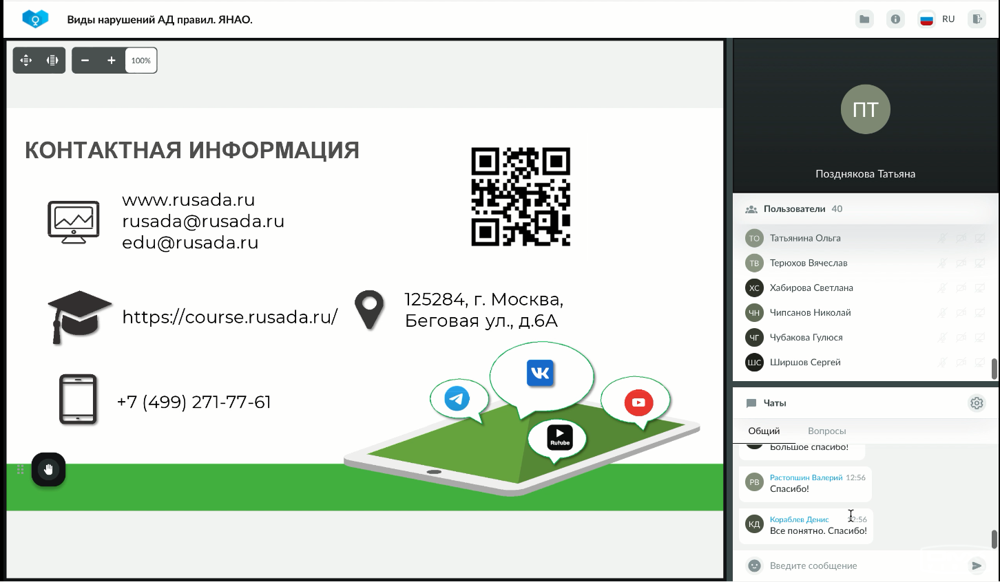 Виды нарушений АД правил. ЯНАО.
RU
100%
КОНТАКТНАЯ ИНФОРМАЦИЯ
www.rusada.ru
rusada@rusada.ru
edu@rusada.ru
https://course.rusada.ru/
125284, г. Москва,
Беговая ул., д.6А
+7 (499) 271-77-61
Rutube
ПТ
Позднякова Татьяна
Пользователи 40
ТО Татьянина Ольга
ТВ Терюхов Вячеслав
ХС Хабирова Светлана
ЧН Чипсанов Николай
ЧГ Чубакова Гулюся
ШС Ширшов Сергей
Чаты
Общий Вопросы
Большое спасибо!
РВ Растопшин Валерий 12:56
Спасибо!
КД Кораблев Денис 12:56
Все понятно. Спасибо!
Введите сообщение